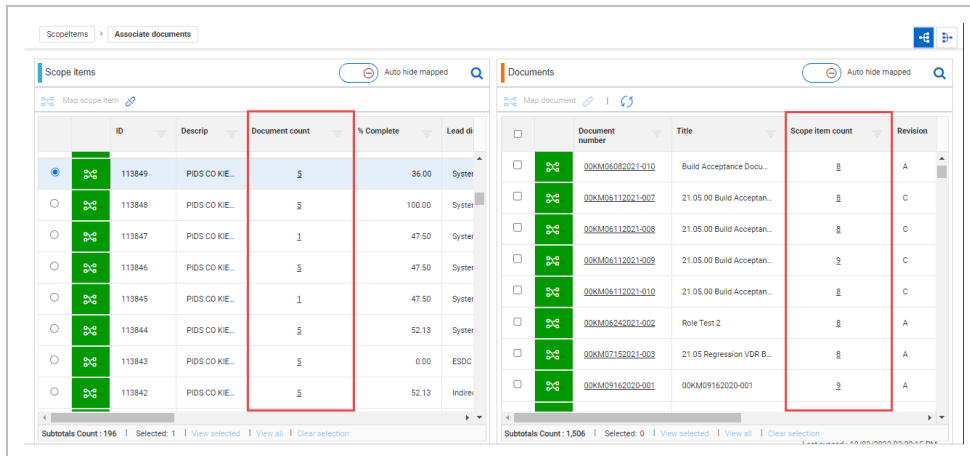 ScopeItems > Associate documents
Scope items
Auto hide mapped
Map scope item
ID Descrip Document count % Complete Lead di
113849 PIDS CO KIE... 5 36.00 System
113848 PIDS CO KIE... 5 100.00 System
113847 PIDS CO KIE... 1 47.50 System
113846 PIDS CO KIE... 5 47.50 System
113845 PIDS CO KIE... 1 47.50 System
113844 PIDS CO KIE... 5 52.13 System
113843 PIDS CO KIE... 5 0.00 ESDC
113842 PIDS CO KIE... 5 52.13 Indirec
Subtotals Count : 196 | Selected: 1 | View selected | View all | Clear selection
Documents
Auto hide mapped
Map document |
Document number Title Scope item count Revision
00KM06082021-010 Build Acceptance Docu... 8 A
00KM06112021-007 21.05.00 Build Acceptan... 8 C
00KM06112021-008 21.05.00 Build Acceptan... 8 C
00KM06112021-009 21.05.00 Build Acceptan... 9 C
00KM06112021-010 21.05.00 Build Acceptan... 8 C
00KM06242021-002 Role Test 2 8 A
00KM07152021-003 21.05 Regression VDR B... 8 A
00KM09162020-001 00KM09162020-001 9 A
Subtotals Count : 1,506 | Selected: 0 | View selected | View all | Clear selection